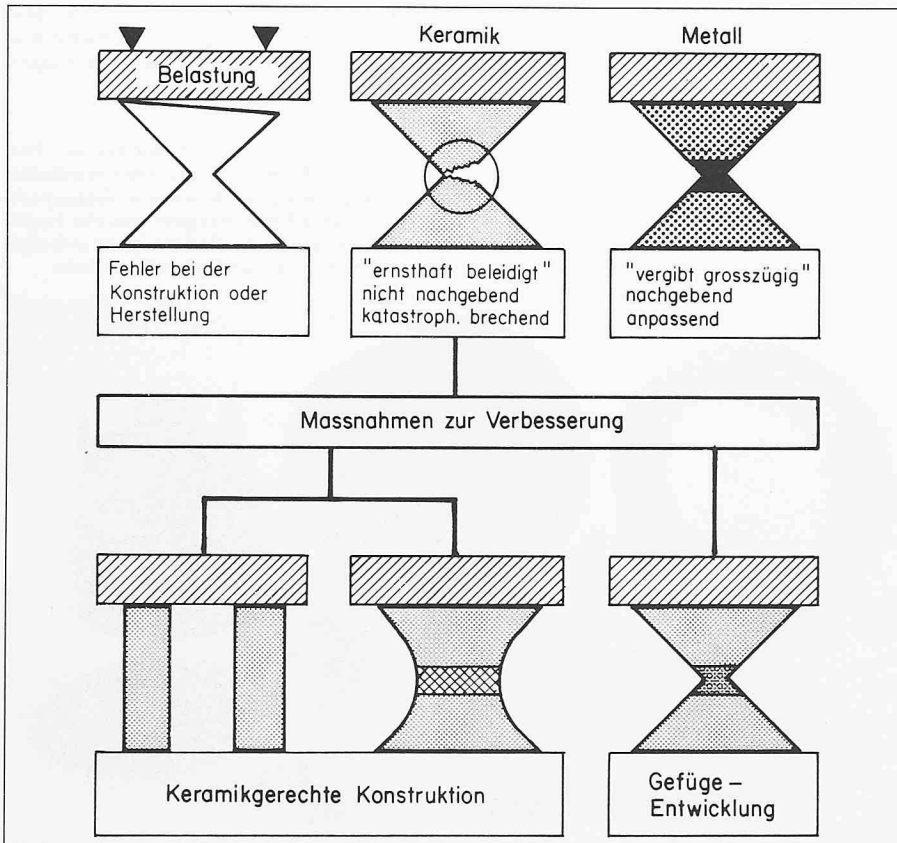 Keramik
Metall
Belastung
Fehler bei der
Konstruktion oder
Herstellung
"ernsthaft beleidigt"
nicht nachgebend
katastroph. brechend
"vergibt grosszügig"
nachgebend
anpassend
Massnahmen zur Verbesserung
Keramikgerechte Konstruktion
Gefüge –
Entwicklung